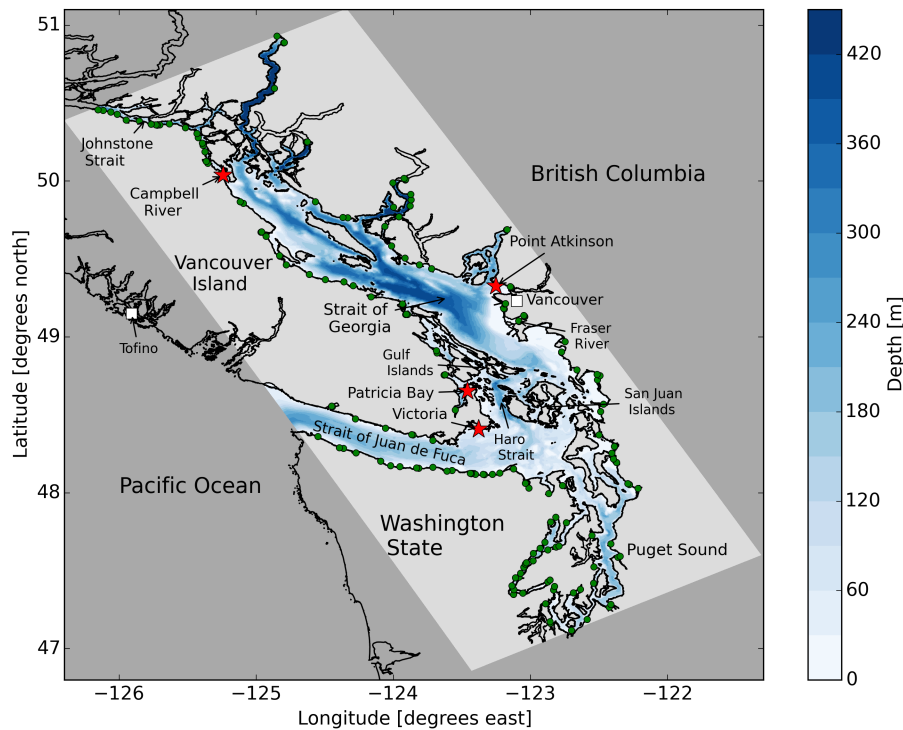 51
50
49
48
47
−126
−125
−124
−123
−122
Latitude [degrees north]
Longitude [degrees east]
Johnstone
Strait
Campbell
River
British Columbia
Point Atkinson
Vancouver
Island
Vancouver
Strait of
Georgia
Tofino
Fraser
River
Gulf
Islands
Patricia Bay
San Juan
Islands
Victoria
Strait of Juan de Fuca
Haro
Strait
Pacific Ocean
Washington
State
Puget Sound
420
360
300
240
180
120
60
0
Depth [m]